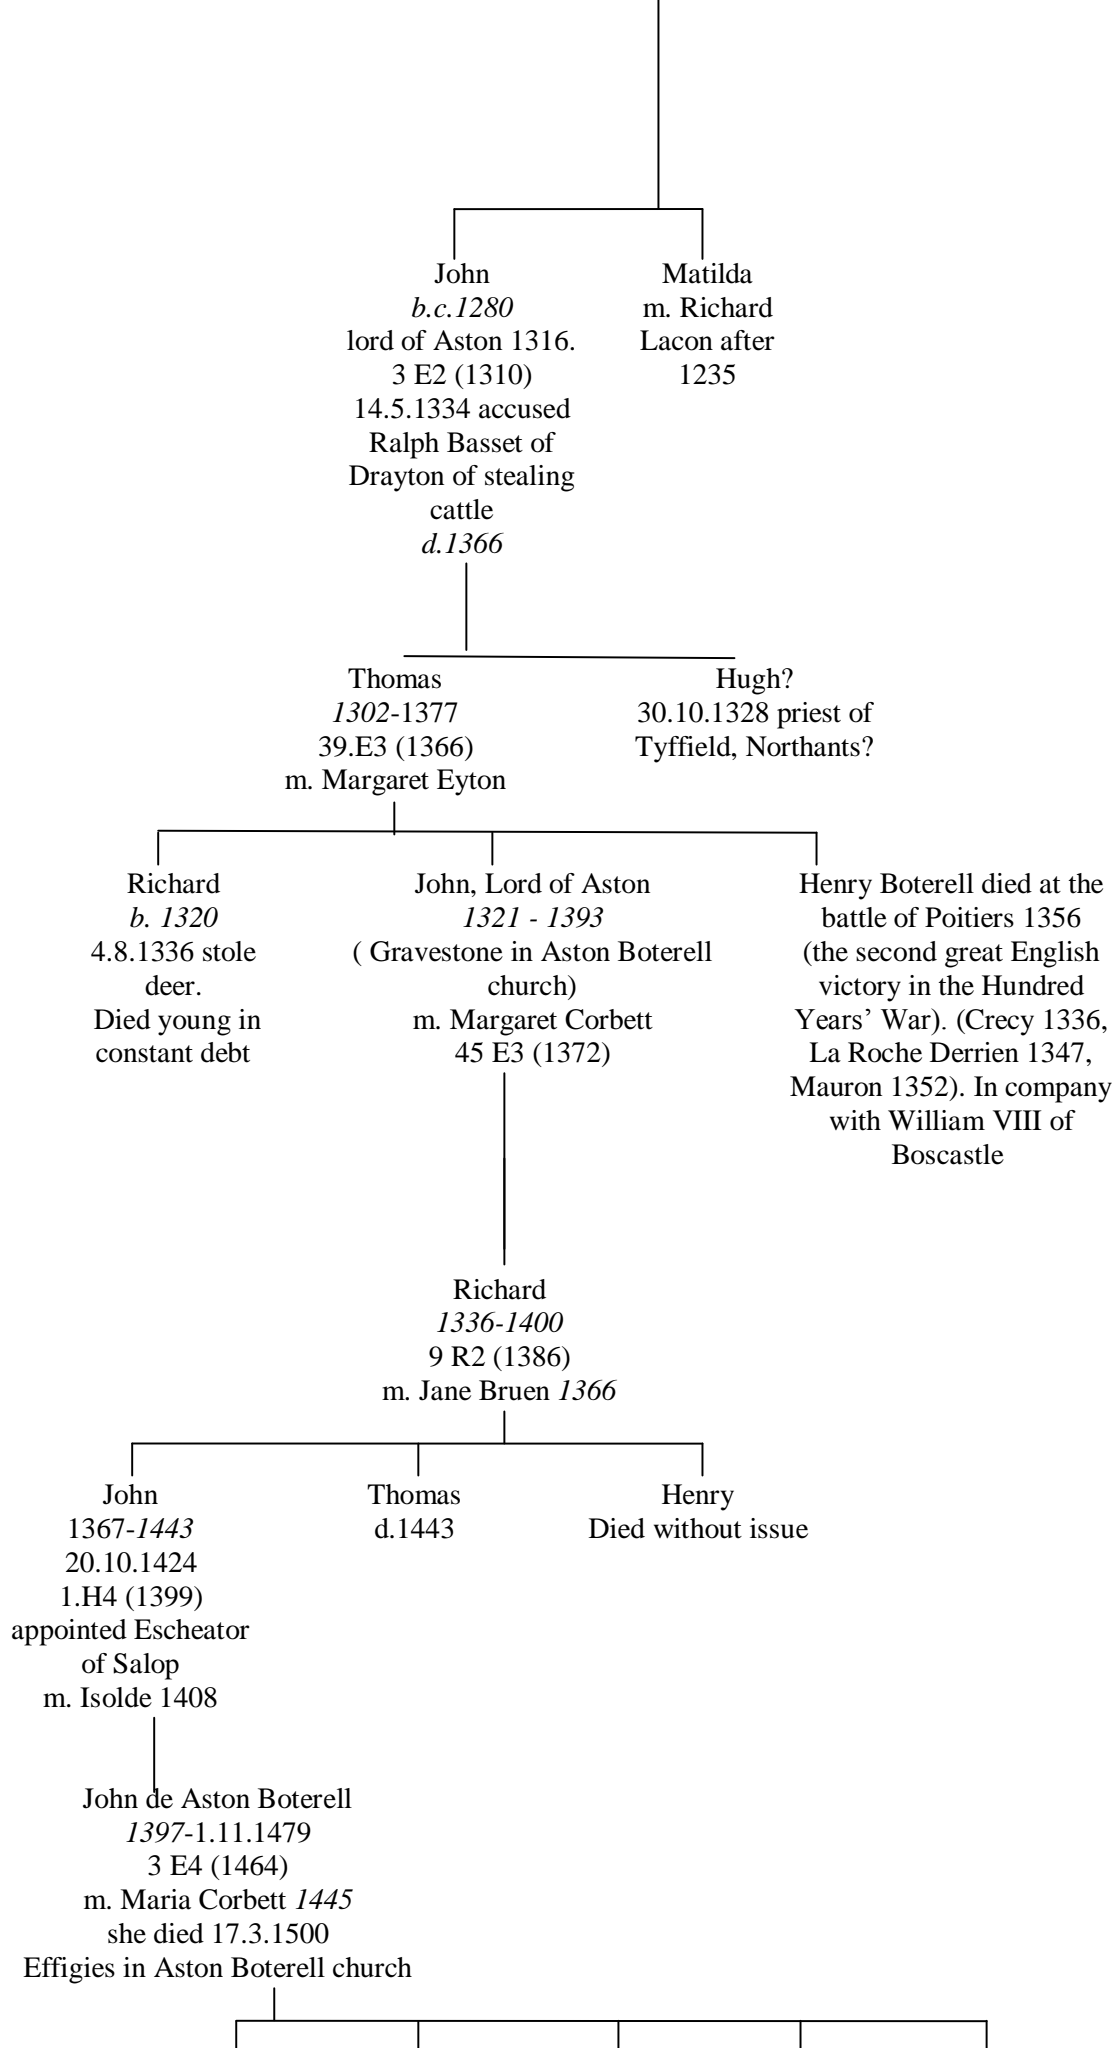 John
b.c.1280
lord of Aston 1316.
3 E2 (1310)
14.5.1334 accused
Ralph Basset of
Drayton of stealing
cattle
d.1366
Matilda
m. Richard
Lacon after
1235
Thomas
1302-1377
39.E3 (1366)
m. Margaret Eyton
Hugh?
30.10.1328 priest of
Tyffield, Northants?
Richard
b. 1320
4.8.1336 stole
deer.
Died young in
constant debt
John, Lord of Aston
1321 - 1393
( Gravestone in Aston Boterell
church)
m. Margaret Corbett
45 E3 (1372)
Henry Boterell died at the
battle of Poitiers 1356
(the second great English
victory in the Hundred
Years’ War). (Crecy 1336,
La Roche Derrien 1347,
Mauron 1352). In company
with William VIII of
Boscastle
Richard
1336-1400
9 R2 (1386)
m. Jane Bruen 1366
John
1367-1443
20.10.1424
1.H4 (1399)
appointed Escheator
of Salop
m. Isolde 1408
Thomas
d.1443
Henry
Died without issue
John de Aston Boterell
1397-1.11.1479
3 E4 (1464)
m. Maria Corbett 1445
she died 17.3.1500
Effigies in Aston Boterell church